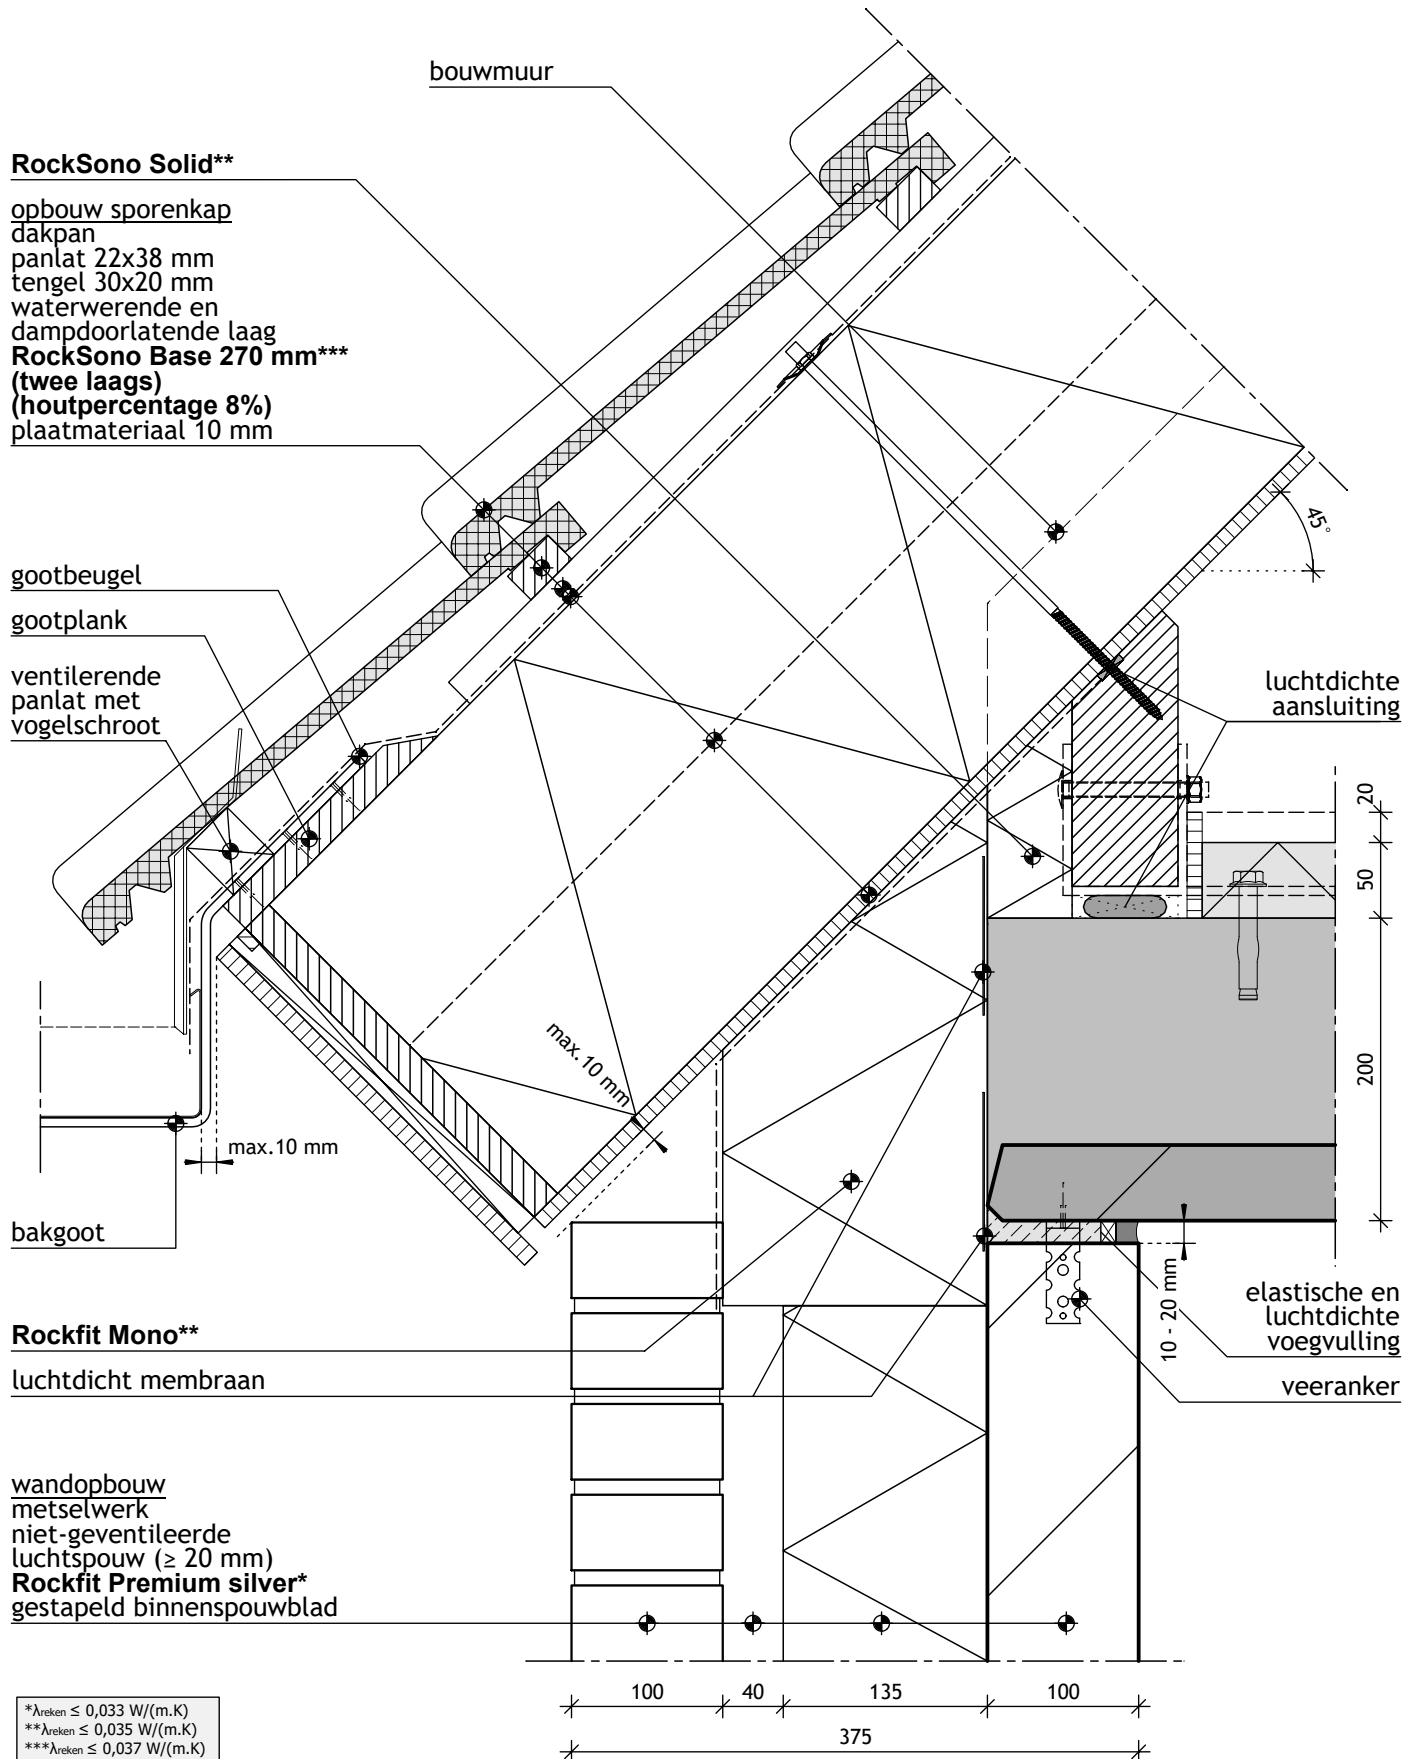 bouwmuur
RockSono Solid**
opbouw sporenkap
dakpan
panlat 22x38 mm
tengel 30x20 mm
waterwerende en
dampdoorlatende laag
RockSono Base 270 mm***
(twee laags)
(houtpercentage 8%)
plaatmateriaal 10 mm
45°
gootbeugel
gootplank
ventilerende
panlat met
vogelschroot
luchtdichte
aansluiting
20
50
200
max.10 mm
max.10 mm
bakgoot
10 - 20 mm
elastische en
luchtdichte
voegvulling
veeranker
Rockfit Mono**
luchtdicht membraan
wandopbouw
metselwerk
niet-geventileerde
luchtspouw (≥ 20 mm)
Rockfit Premium silver*
gestapeld binnenspouwblad
100 40 135 100
375
*λreken ≤ 0,033 W/(m.K)
**λreken ≤ 0,035 W/(m.K)
***λreken ≤ 0,037 W/(m.K)